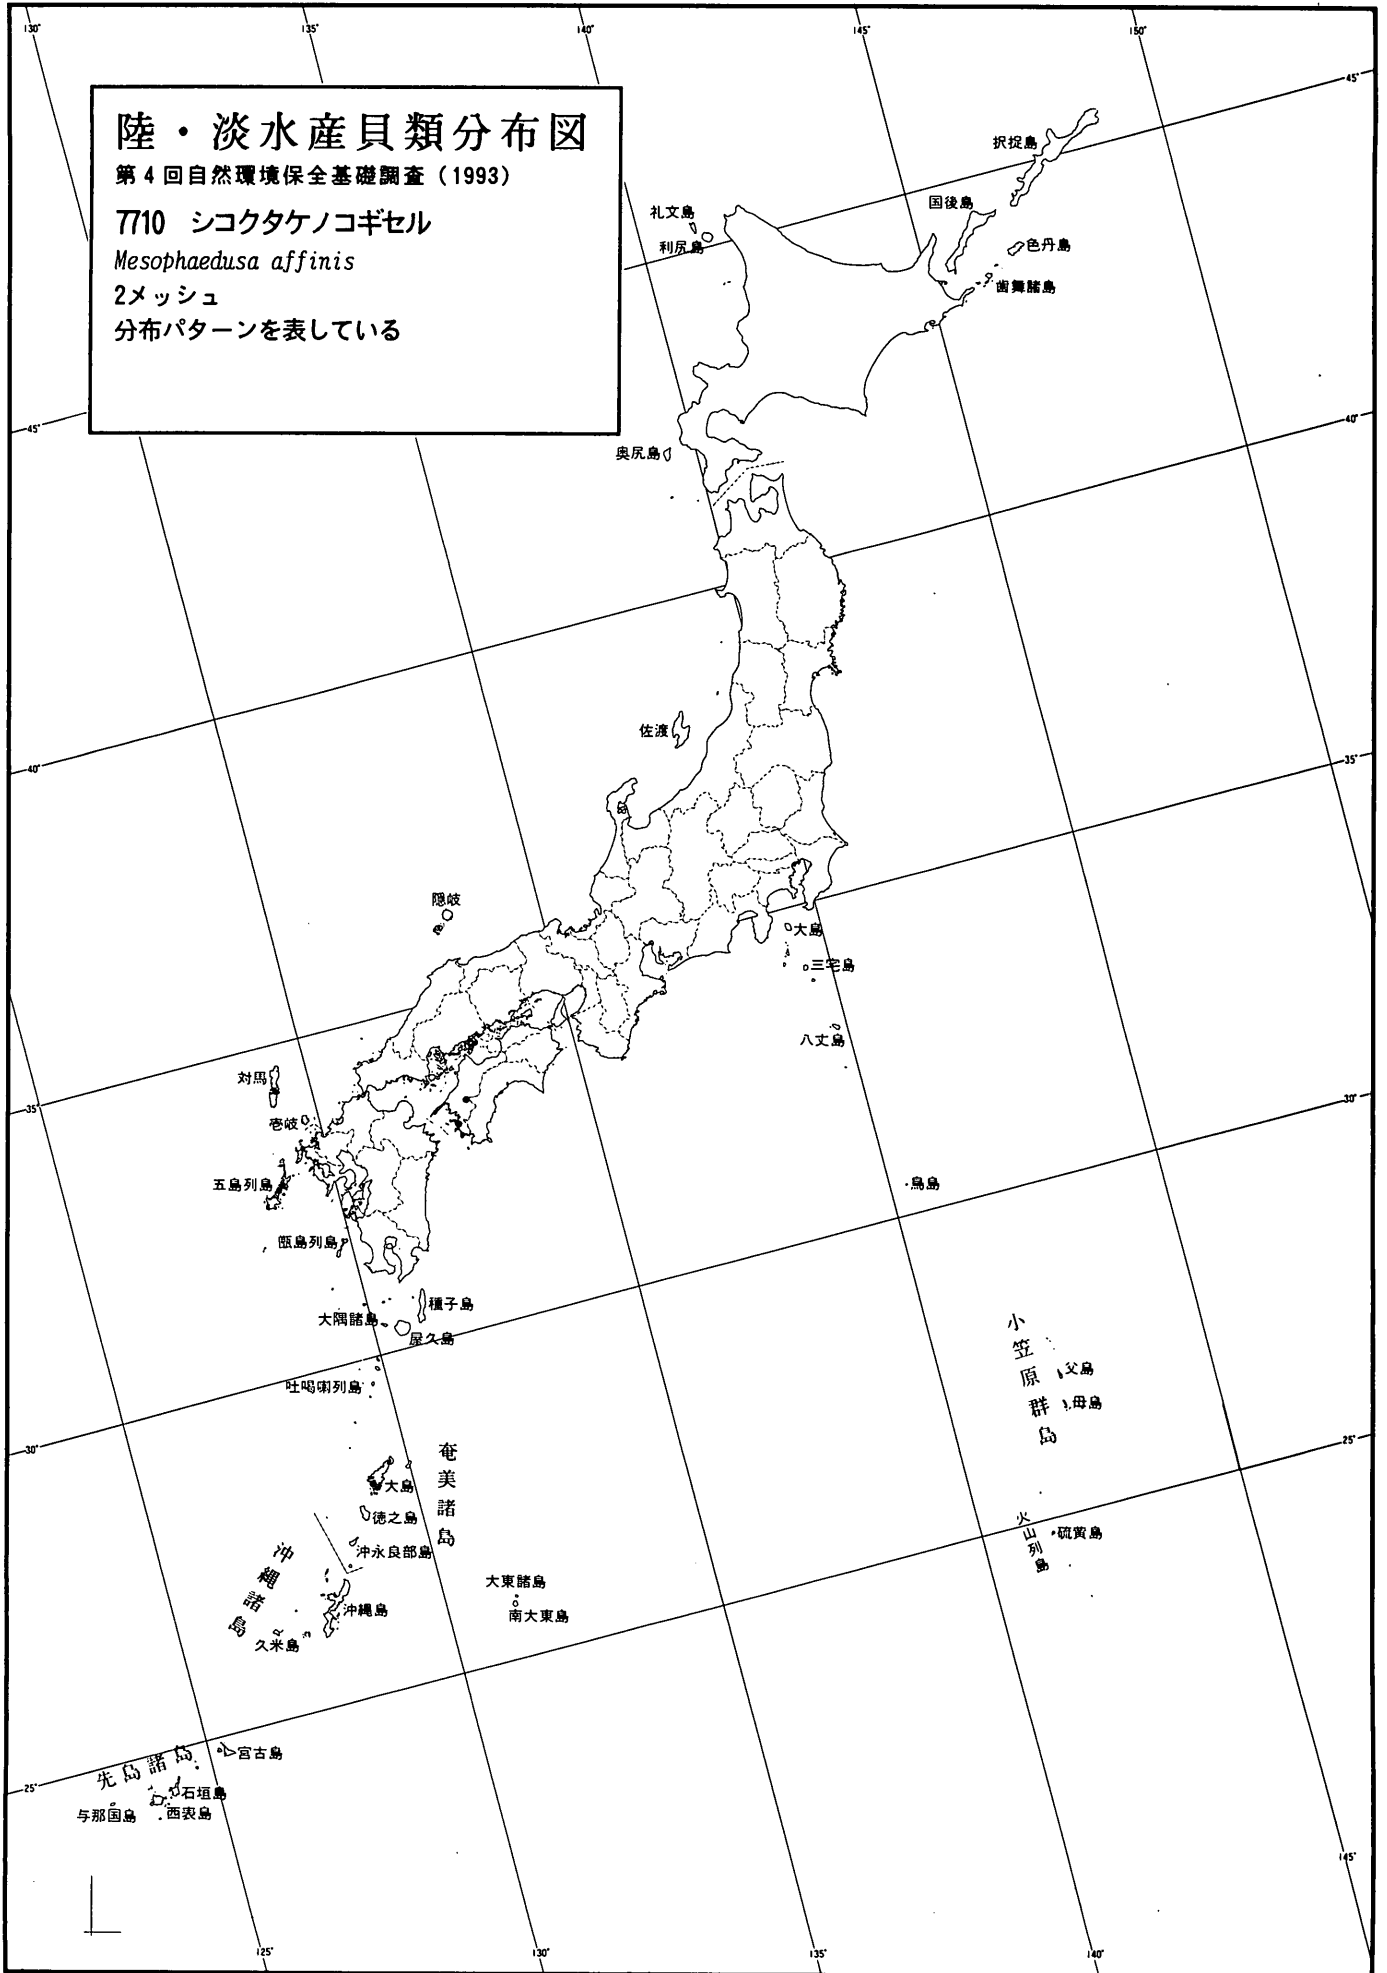 130°
135°
140°
145°
150°
陸・淡水産貝類分布図
第4回自然環境保全基礎調査(1993)
7710 シコクタケノコギセル
Mesophaedusa affinis
2メッシュ
分布パターンを表している
45°
択捉島
国後島
色丹島
歯舞諸島
礼文島
利尻島
奥尻島
45°
40°
佐渡
40°
35°
隠岐
大島
三宅島
八丈島
対馬
壱岐
35°
30°
五島列島
鳥島
甑島列島
種子島
大隅諸島
屋久島
吐噶喇列島
小笠原群島
父島
母島
30°
25°
奄美諸島
大島
徳之島
沖永良部島
火山列島
硫黄島
沖縄諸島
沖縄島
久米島
大東諸島
南大東島
先島諸島
宮古島
石垣島
西表島
与那国島
25°
145°
125°
130°
135°
140°